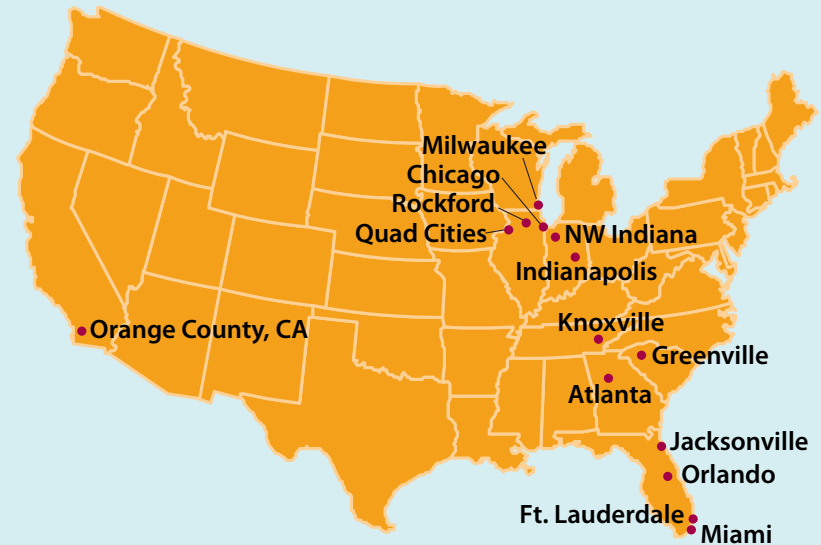 Milwaukee
Chicago
Rockford
Quad Cities
NW Indiana
Indianapolis
Orange County, CA
Knoxville
Greenville
Atlanta
Jacksonville
Orlando
Ft. Lauderdale
Miami